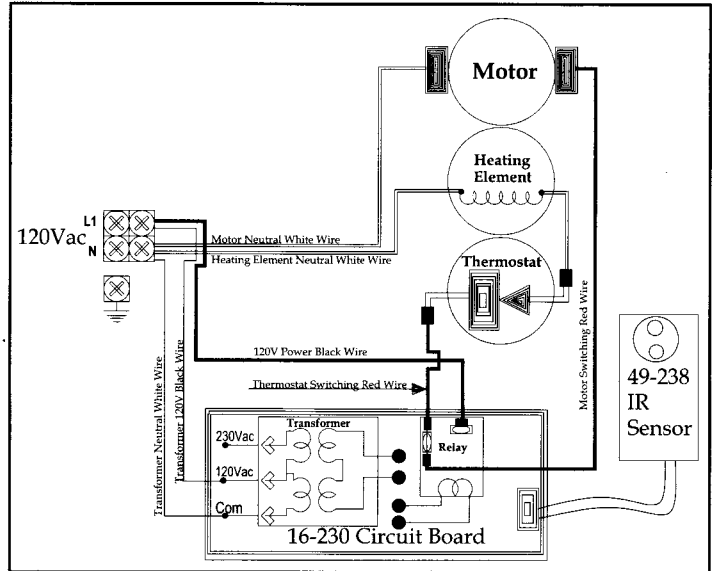 Motor
Heating
Element
L1
120Vac
N
Motor Neutral White Wire
Heating Element Neutral White Wire
Thermostat
Motor Switching Red Wire
120V Power Black Wire
Thermostat Switching Red Wire
Transformer Neutral White Wire
Transformer 120V Black Wire
49-238
IR
Sensor
Transformer
230Vac
Relay
120Vac
Com
16-230 Circuit Board